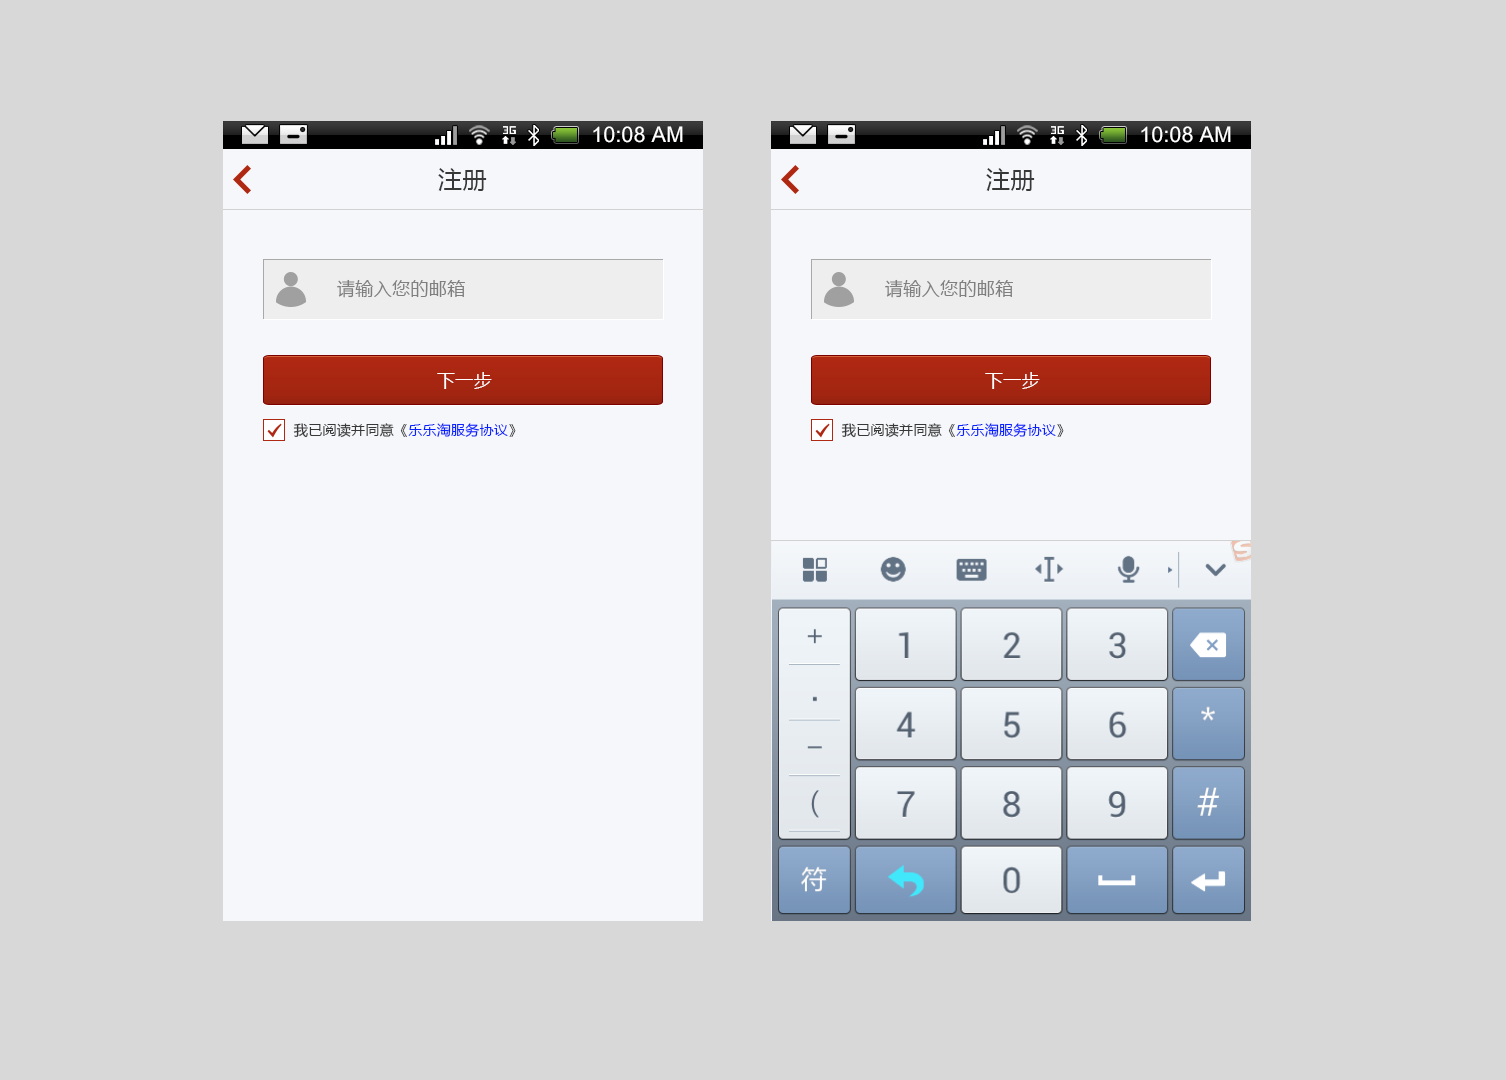 3G 10:08 AM
注册
请输入您的邮箱
下一步
我已阅读并同意《乐乐淘服务协议》
3G 10:08 AM
注册
请输入您的邮箱
下一步
我已阅读并同意《乐乐淘服务协议》
S
+ 1 2 3
. 4 5 6 *
− 7 8 9 #
(
符 0